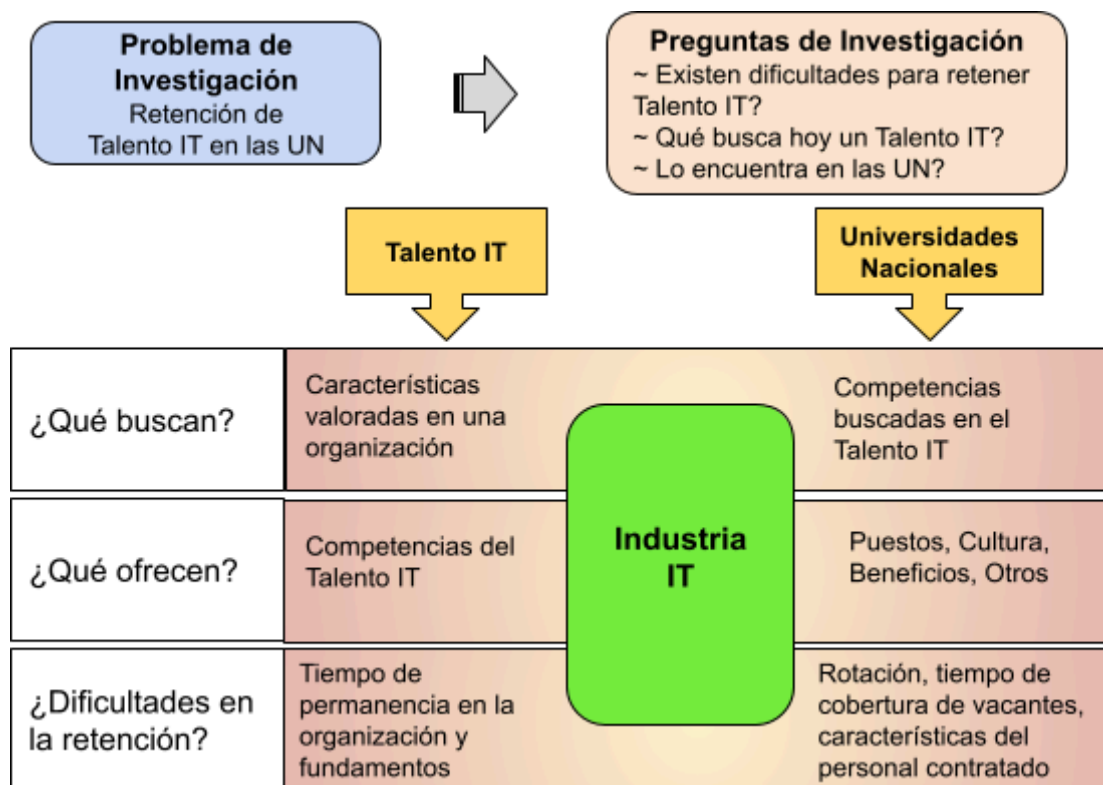 Problema de
Investigación
Retención de
Talento IT en las UN
Preguntas de Investigación
~ Existen dificultades para retener
Talento IT?
~ Qué busca hoy un Talento IT?
~ Lo encuentra en las UN?
Talento IT
Universidades
Nacionales
¿Qué buscan?
Características
valoradas en una
organización
Competencias
buscadas en el
Talento IT
¿Qué ofrecen?
Competencias del
Talento IT
Industria
IT
Puestos, Cultura,
Beneficios, Otros
¿Dificultades en
la retención?
Tiempo de
permanencia en la
organización y
fundamentos
Rotación, tiempo de
cobertura de vacantes,
características del
personal contratado